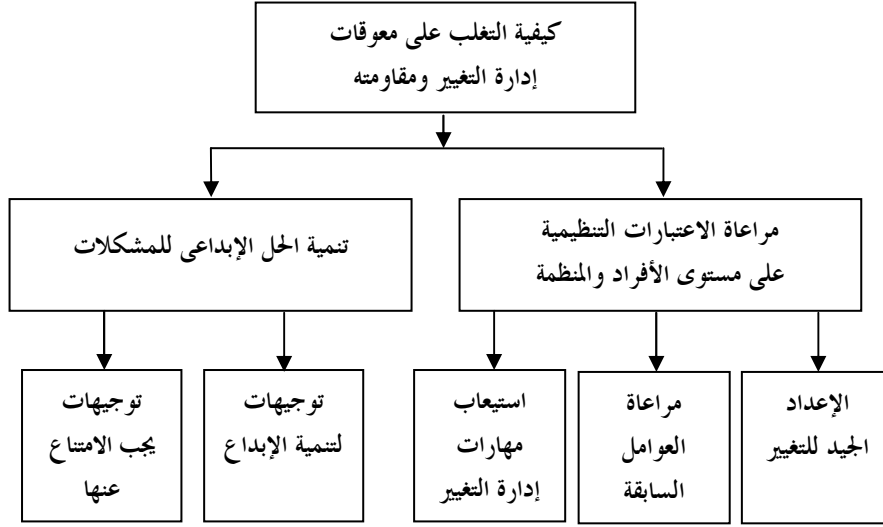 كيفية التغلب على معوقات
إدارة التغيير ومقاومته
مراعاة الاعتبارات التنظيمية
على مستوى الأفراد والمنظمة
تنمية الحل الإبداعى للمشكلات
الإعداد
الجيد للتغيير
مراعاة
العوامل
السابقة
استيعاب
مهارات
إدارة التغيير
توجيهات
لتنمية الإبداع
توجيهات
يجب الامتناع
عنها